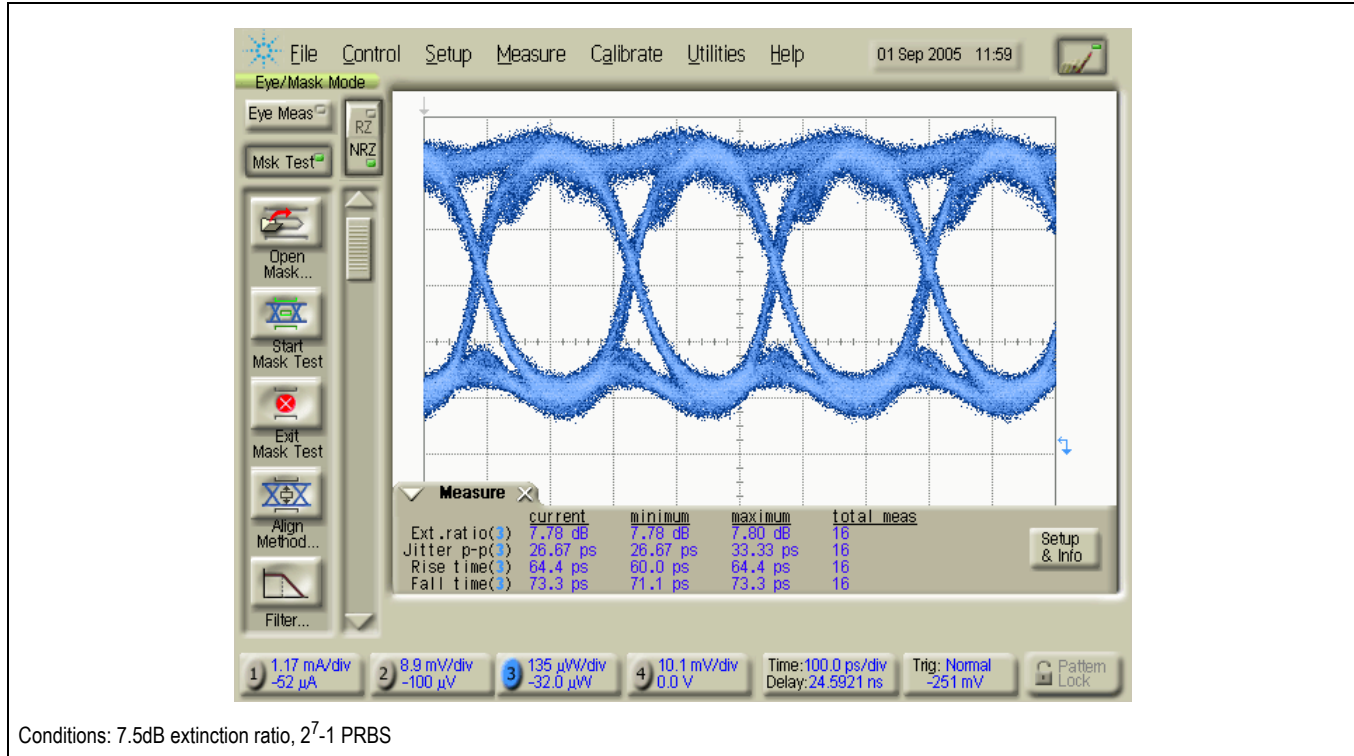 File Control Setup Measure Calibrate Utilities Help 01 Sep 2005 11:59
Eye/Mask Mode
Eye Meas
RZ
NRZ
Msk Test
Open
Mask...
Start
Mask Test
Exit
Mask Test
Align
Method...
Filter...
Measure
current minimum maximum total meas
Ext.ratio(3) 7.78 dB 7.78 dB 7.80 dB 16
Jitter p-p(3) 26.67 ps 26.67 ps 33.33 ps 16
Rise time(3) 64.4 ps 60.0 ps 64.4 ps 16
Fall time(3) 73.3 ps 71.1 ps 73.3 ps 16
Setup
& Info
1 1.17 mA/div
-52 µA
2 8.9 mV/div
-100 µV
3 135 µW/div
-32.0 µW
4 10.1 mV/div
0.0 V
Time:100.0 ps/div
Delay:24.5921 ns
Trig: Normal
-251 mV
Pattern
Lock
Conditions: 7.5dB extinction ratio, 2⁷-1 PRBS